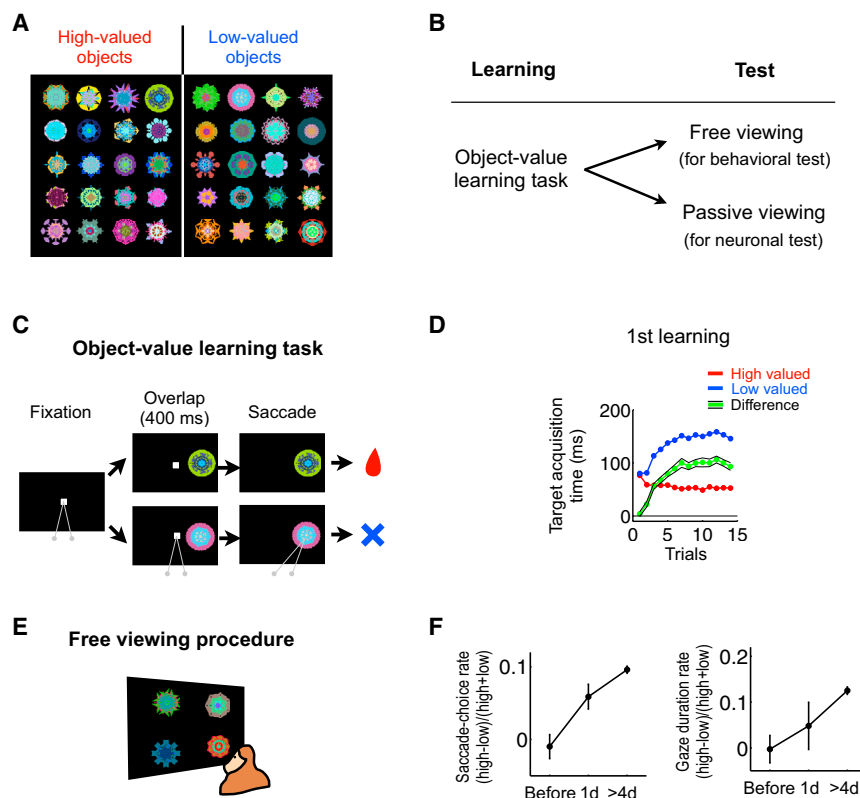 A
High-valued
objects
Low-valued
objects
B
Learning
Test
Object-value
learning task
Free viewing
(for behavioral test)
Passive viewing
(for neuronal test)
C
Object-value learning task
Fixation
Overlap
(400 ms)
Saccade
D
1st learning
High valued
Low valued
Difference
Target acquisition
time (ms)
200
100
0
0
5
10
15
Trials
E
Free viewing procedure
F
Saccade-choice rate
(high-low)/(high+low)
0.1
0
Before 1d >4d
Gaze duration rate
(high-low)/(high+low)
0.2
0.1
0
Before 1d >4d